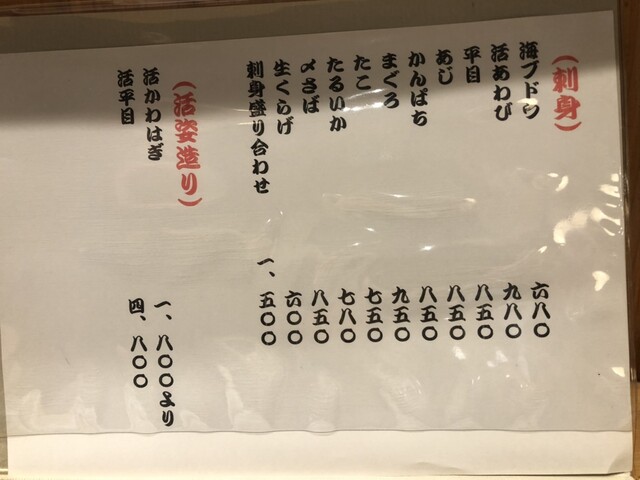 （刺身）
海ブドウ 六八〇
活あわび 九八〇
平目 八五〇
あじ 八五〇
かんぱち 八五〇
まぐろ 九五〇
たこ 七五〇
たるいか 七八〇
〆さば 八五〇
生くらげ 六〇〇
刺身盛り合わせ 一、五〇〇
（活姿造り）
活かわはぎ 一、八〇〇より
活平目 四、八〇〇